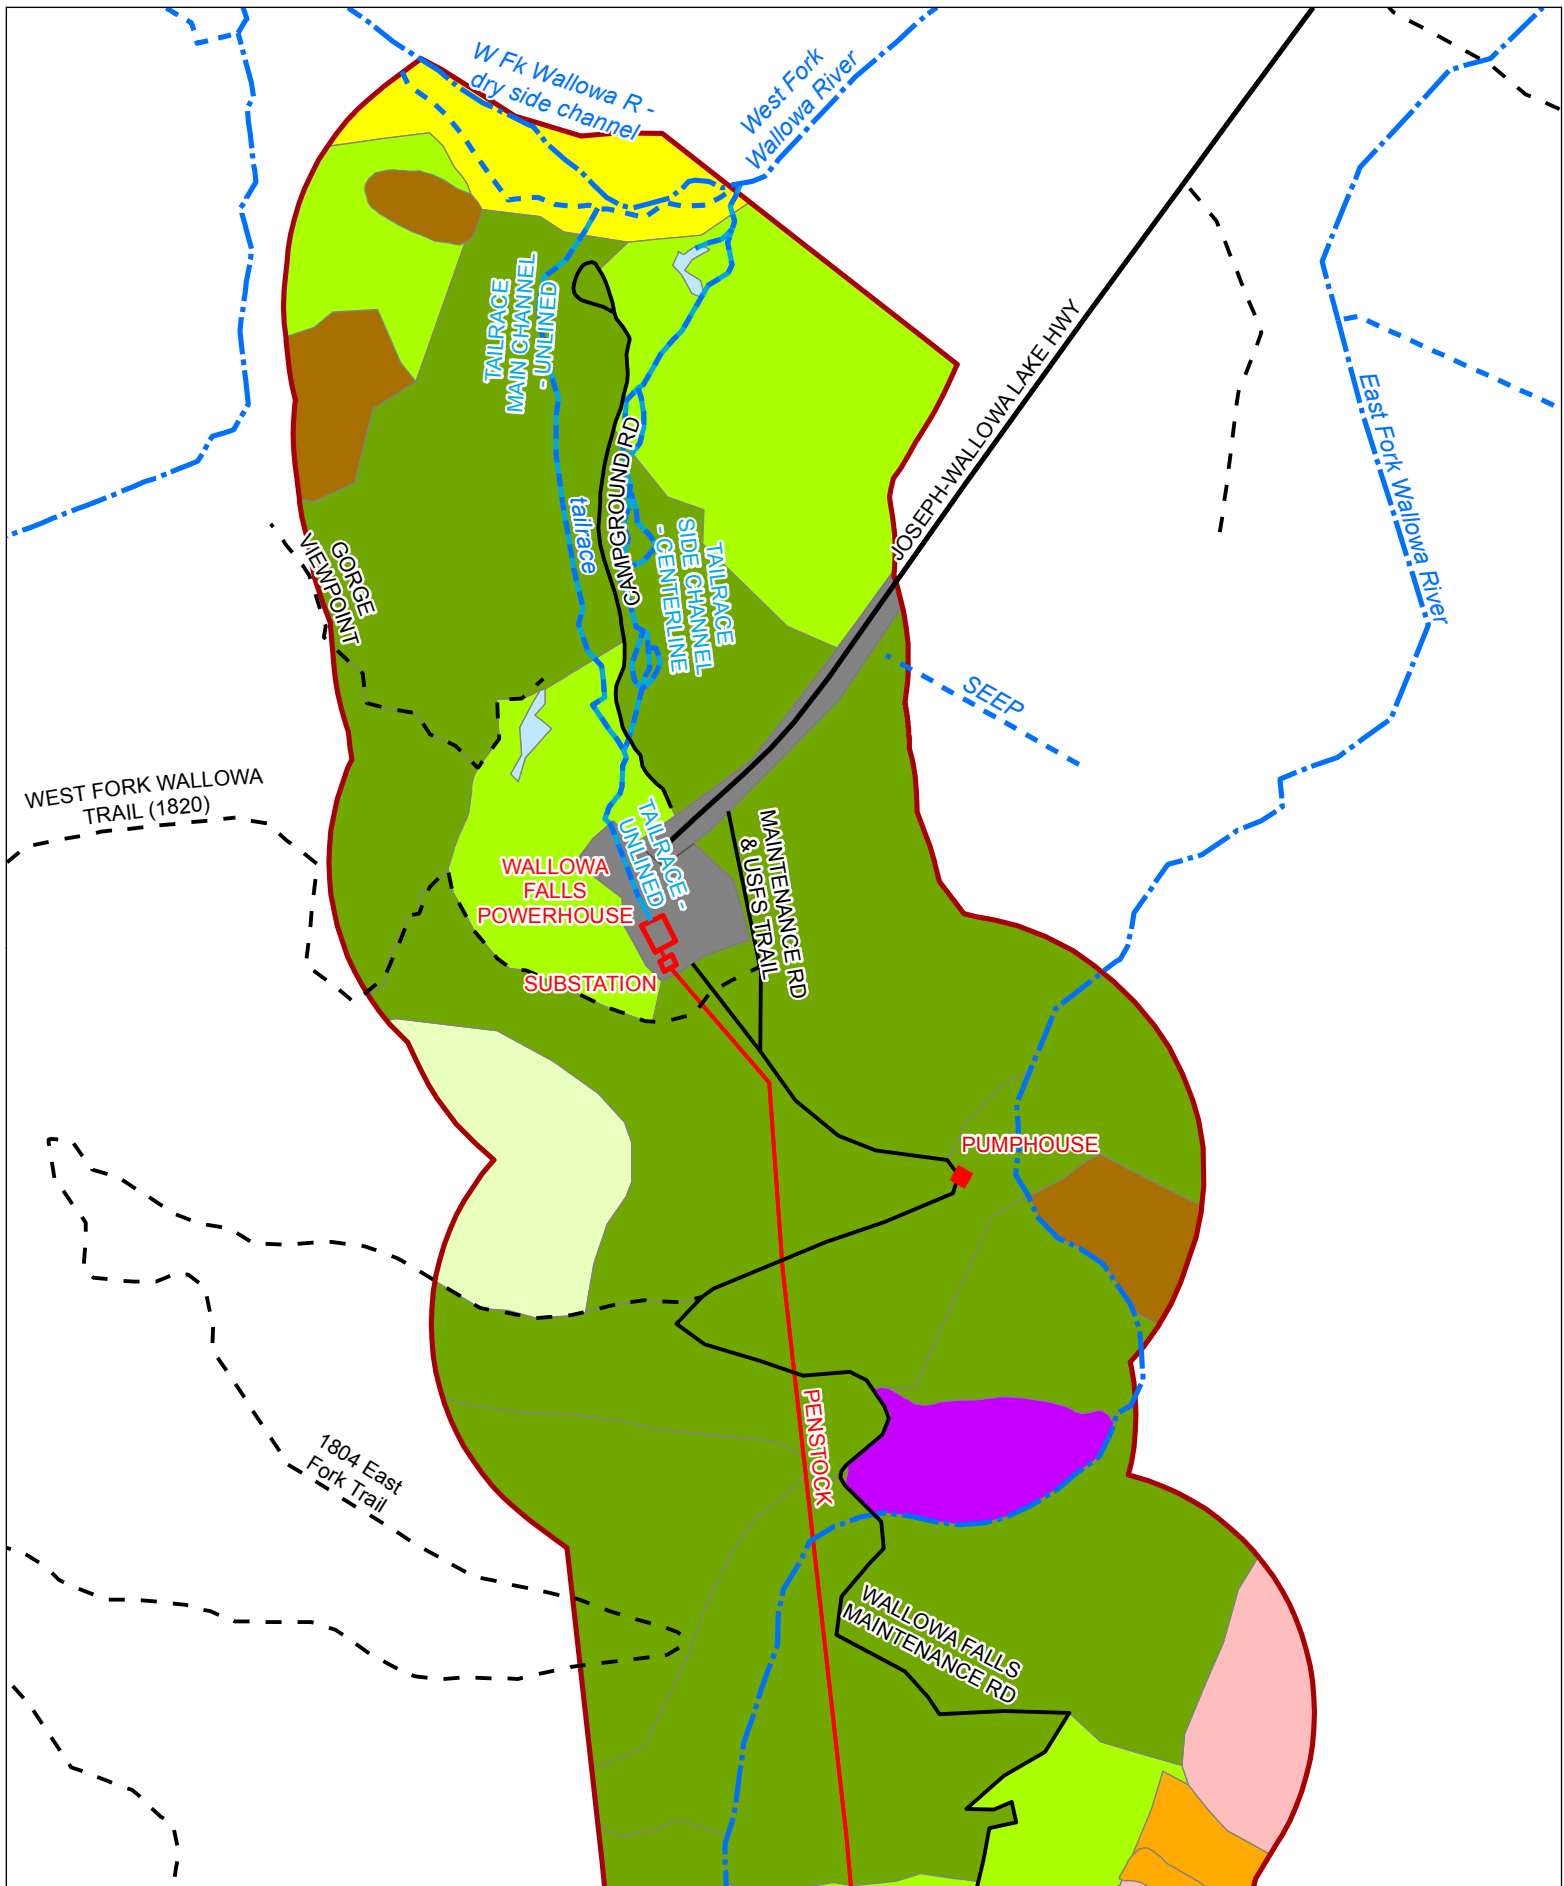 W Fk Wallowa R -
dry side channel
West Fork
Wallowa River
TAILRACE
MAIN CHANNEL
- UNLINED
JOSEPH-WALLOWA LAKE HWY
East Fork Wallowa River
tailrace
CAMPGROUND RD
TAILRACE
SIDE CHANNEL
- CENTERLINE
GORGE
VIEWPOINT
SEEP
WEST FORK WALLOWA
TRAIL (1820)
TAILRACE -
UNLINED
MAINTENANCE RD
& USFS TRAIL
WALLOWA
FALLS
POWERHOUSE
SUBSTATION
PUMPHOUSE
PENSTOCK
1804 East
Fork Trail
WALLOWA FALLS
MAINTENANCE RD